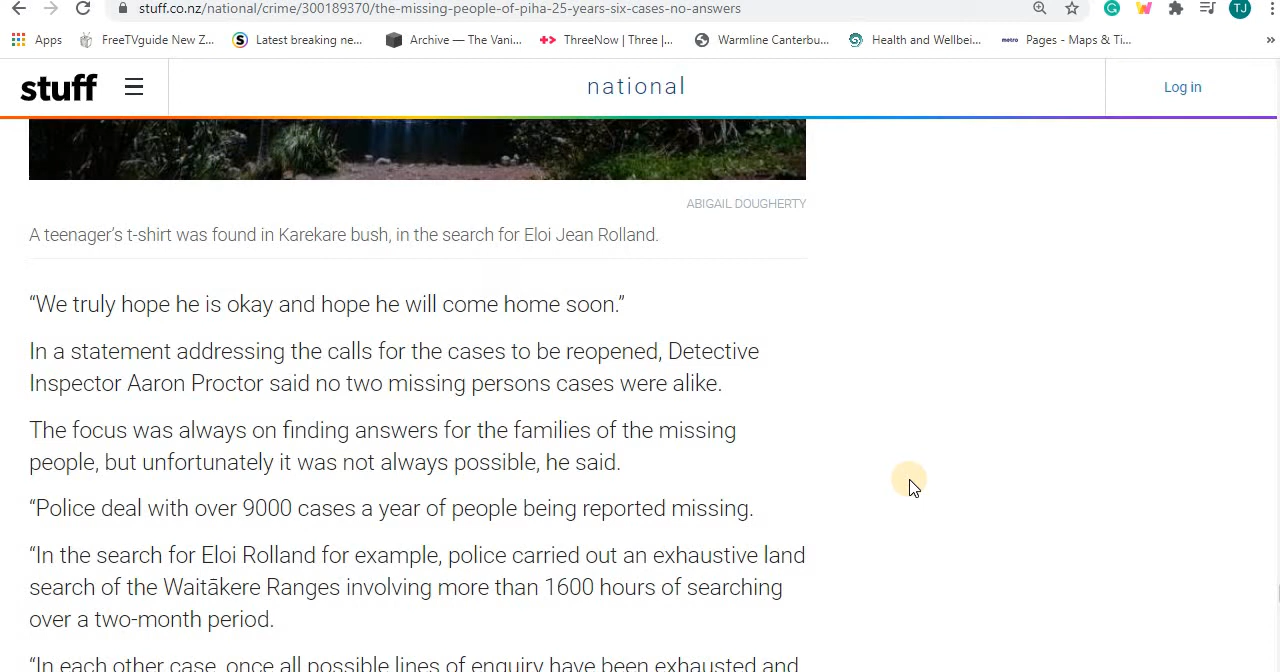 stuff.co.nz/national/crime/300189370/the-missing-people-of-piha-25-years-six-cases-no-answers
TJ
Apps
FreeTVguide New Z...
S
Latest breaking ne...
Archive — The Vani...
ThreeNow | Three |...
Warmline Canterbu...
Health and Wellbei...
metro
Pages - Maps & Ti...
»
stuff
national
Log in
ABIGAIL DOUGHERTY
A teenager’s t-shirt was found in Karekare bush, in the search for Eloi Jean Rolland.
“We truly hope he is okay and hope he will come home soon.”
In a statement addressing the calls for the cases to be reopened, Detective
Inspector Aaron Proctor said no two missing persons cases were alike.
The focus was always on finding answers for the families of the missing
people, but unfortunately it was not always possible, he said.
“Police deal with over 9000 cases a year of people being reported missing.
“In the search for Eloi Rolland for example, police carried out an exhaustive land
search of the Waitākere Ranges involving more than 1600 hours of searching
over a two-month period.
“In each other case, once all possible lines of enquiry have been exhausted and